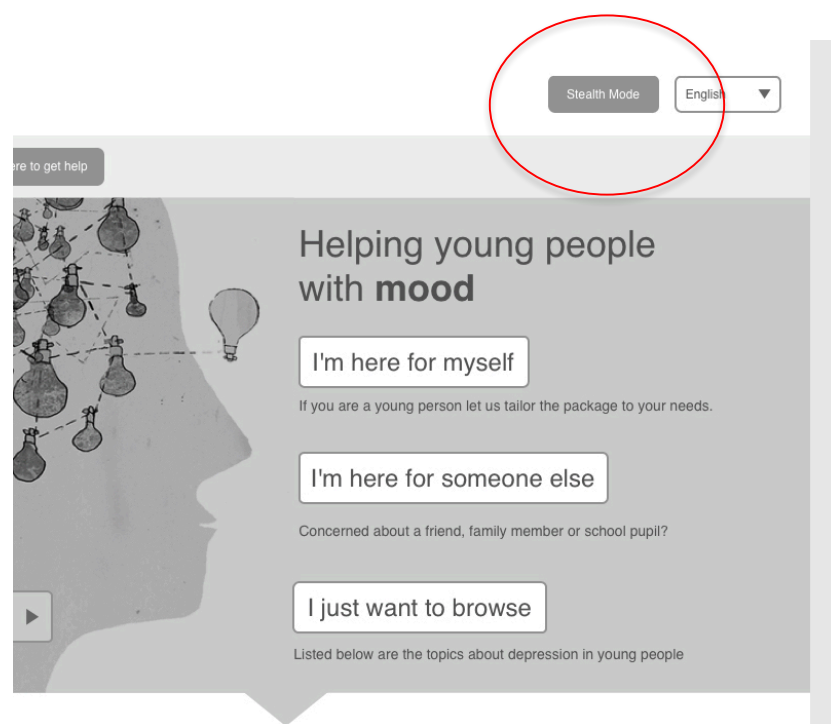 Stealth Mode
English
ere to get help
Helping young people
with mood
I'm here for myself
If you are a young person let us tailor the package to your needs.
I'm here for someone else
Concerned about a friend, family member or school pupil?
I just want to browse
Listed below are the topics about depression in young people